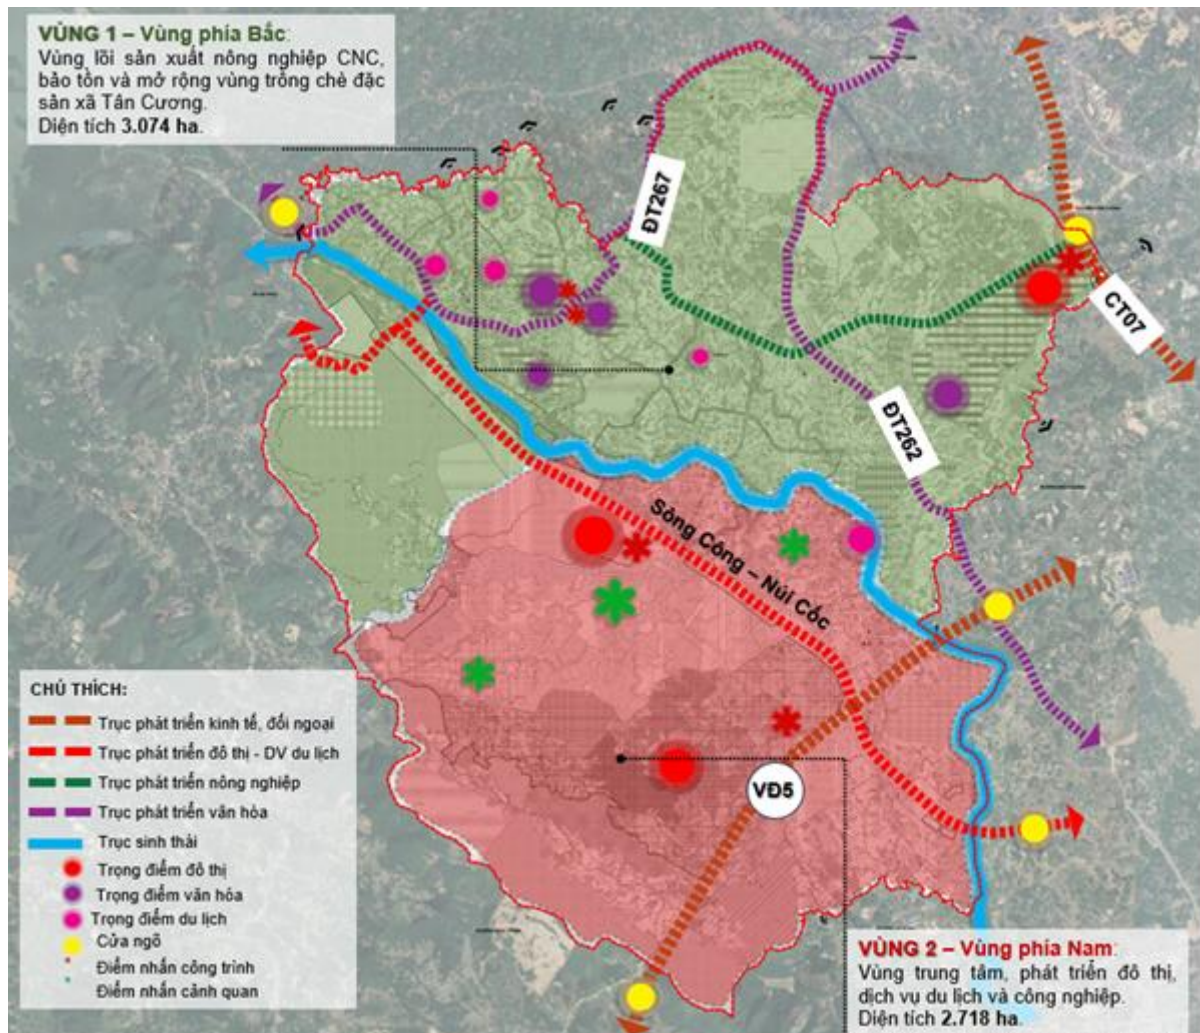 VÙNG 1 – Vùng phía Bắc:
Vùng lõi sản xuất nông nghiệp CNC,
bảo tồn và mở rộng vùng trồng chè đặc
sản xã Tân Cương.
Diện tích 3.074 ha.
ĐT267
CT07
ĐT262
Sông Công – Núi Cốc
VĐ5
CHÚ THÍCH:
Trục phát triển kinh tế, đối ngoại
Trục phát triển đô thị - DV du lịch
Trục phát triển nông nghiệp
Trục phát triển văn hóa
Trục sinh thái
Trọng điểm đô thị
Trọng điểm văn hóa
Trọng điểm du lịch
Cửa ngõ
Điểm nhấn công trình
Điểm nhấn cảnh quan
VÙNG 2 – Vùng phía Nam:
Vùng trung tâm, phát triển đô thị,
dịch vụ du lịch và công nghiệp.
Diện tích 2.718 ha.